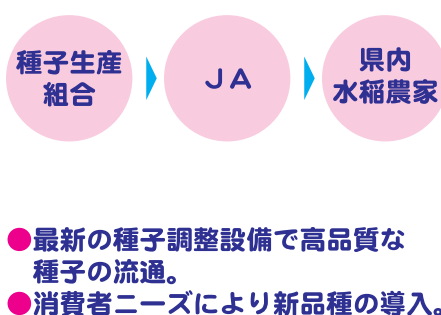 種子生産
組合
JA
県内
水稲農家
●最新の種子調整設備で高品質な
種子の流通。
●消費者ニーズにより新品種の導入。